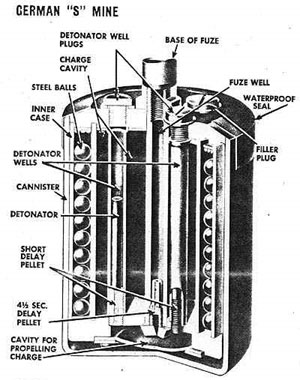 GERMAN "S" MINE
DETONATOR WELL
PLUGS
BASE OF FUZE
CHARGE
CAVITY
FUZE WELL
STEEL BALLS
WATERPROOF
SEAL
INNER
CASE
FILLER
PLUG
DETONATOR
WELLS
CANNISTER
DETONATOR
SHORT
DELAY
PELLET
4½ SEC.
DELAY
PELLET
CAVITY FOR
PROPELLING
CHARGE